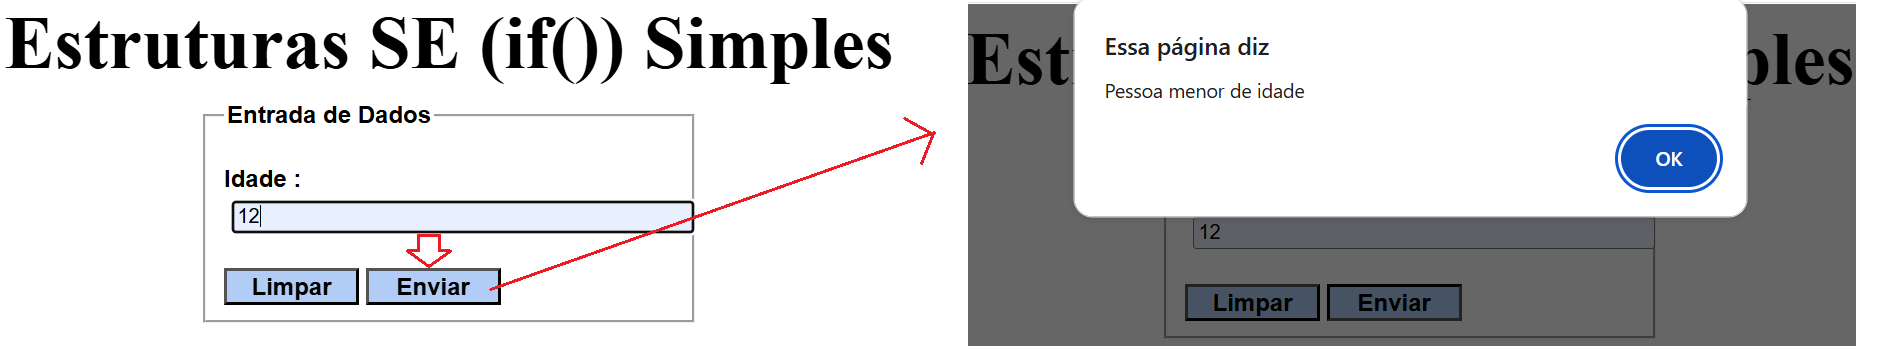 Estruturas SE (if()) Simples
Entrada de Dados
Idade :
12
Limpar Enviar
Est ples
Essa página diz
Pessoa menor de idade
OK
12
Limpar Enviar